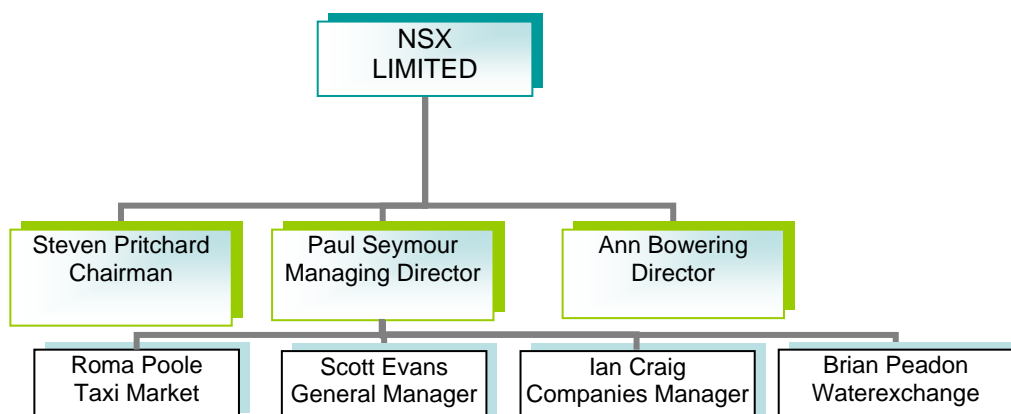 NSX
LIMITED
Steven Pritchard
Chairman
Paul Seymour
Managing Director
Ann Bowering
Director
Roma Poole
Taxi Market
Scott Evans
General Manager
Ian Craig
Companies Manager
Brian Peadon
Waterexchange